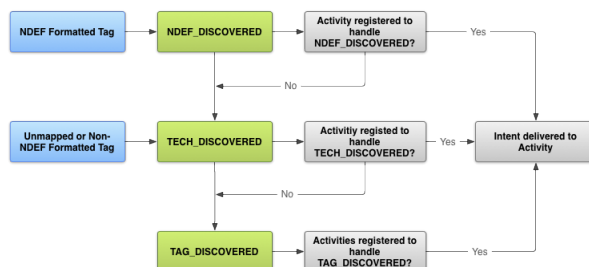 NDEF Formatted Tag
NDEF_DISCOVERED
Activity registered to
handle
NDEF_DISCOVERED?
Yes
No
Unmapped or Non-
NDEF Formatted Tag
TECH_DISCOVERED
Activitiy registed to
handle
TECH_DISCOVERED?
Yes
Intent delivered to
Activity
No
TAG_DISCOVERED
Activities registered to
handle
TAG_DISCOVERED?
Yes